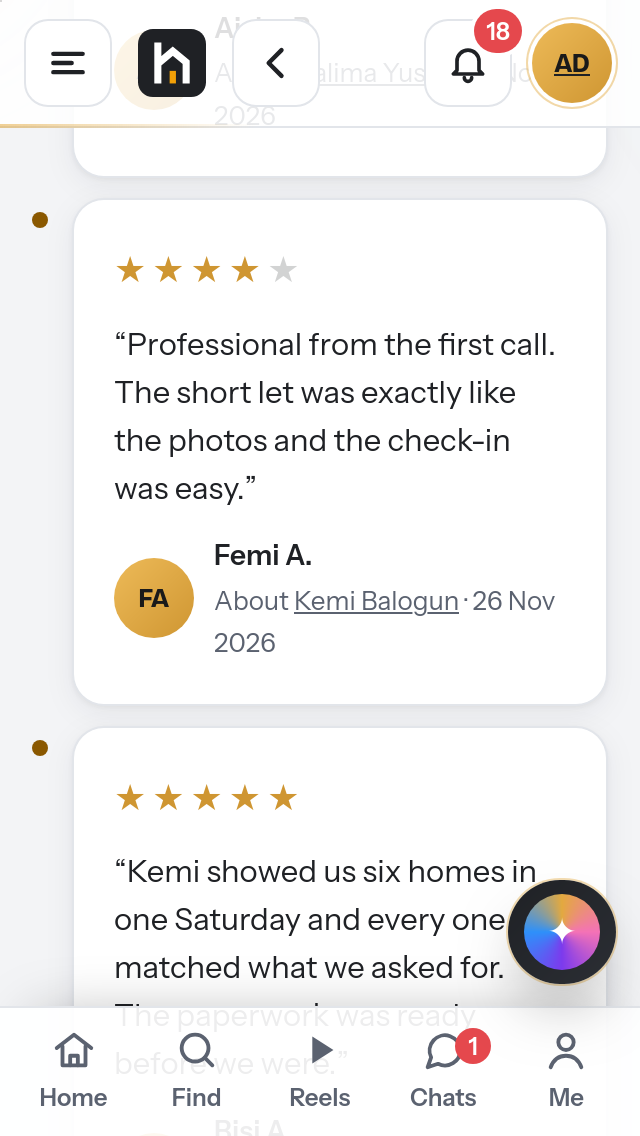 18
AD
2026
★★★★★
“Professional from the first call.
The short let was exactly like
the photos and the check-in
was easy.”
FA
Femi A.
About Kemi Balogun · 26 Nov
2026
★★★★★
“Kemi showed us six homes in
one Saturday and every one
matched what we asked for.
The paperwork was ready
before we were.”
Bisi A.
Home
Find
Reels
Chats
1
Me